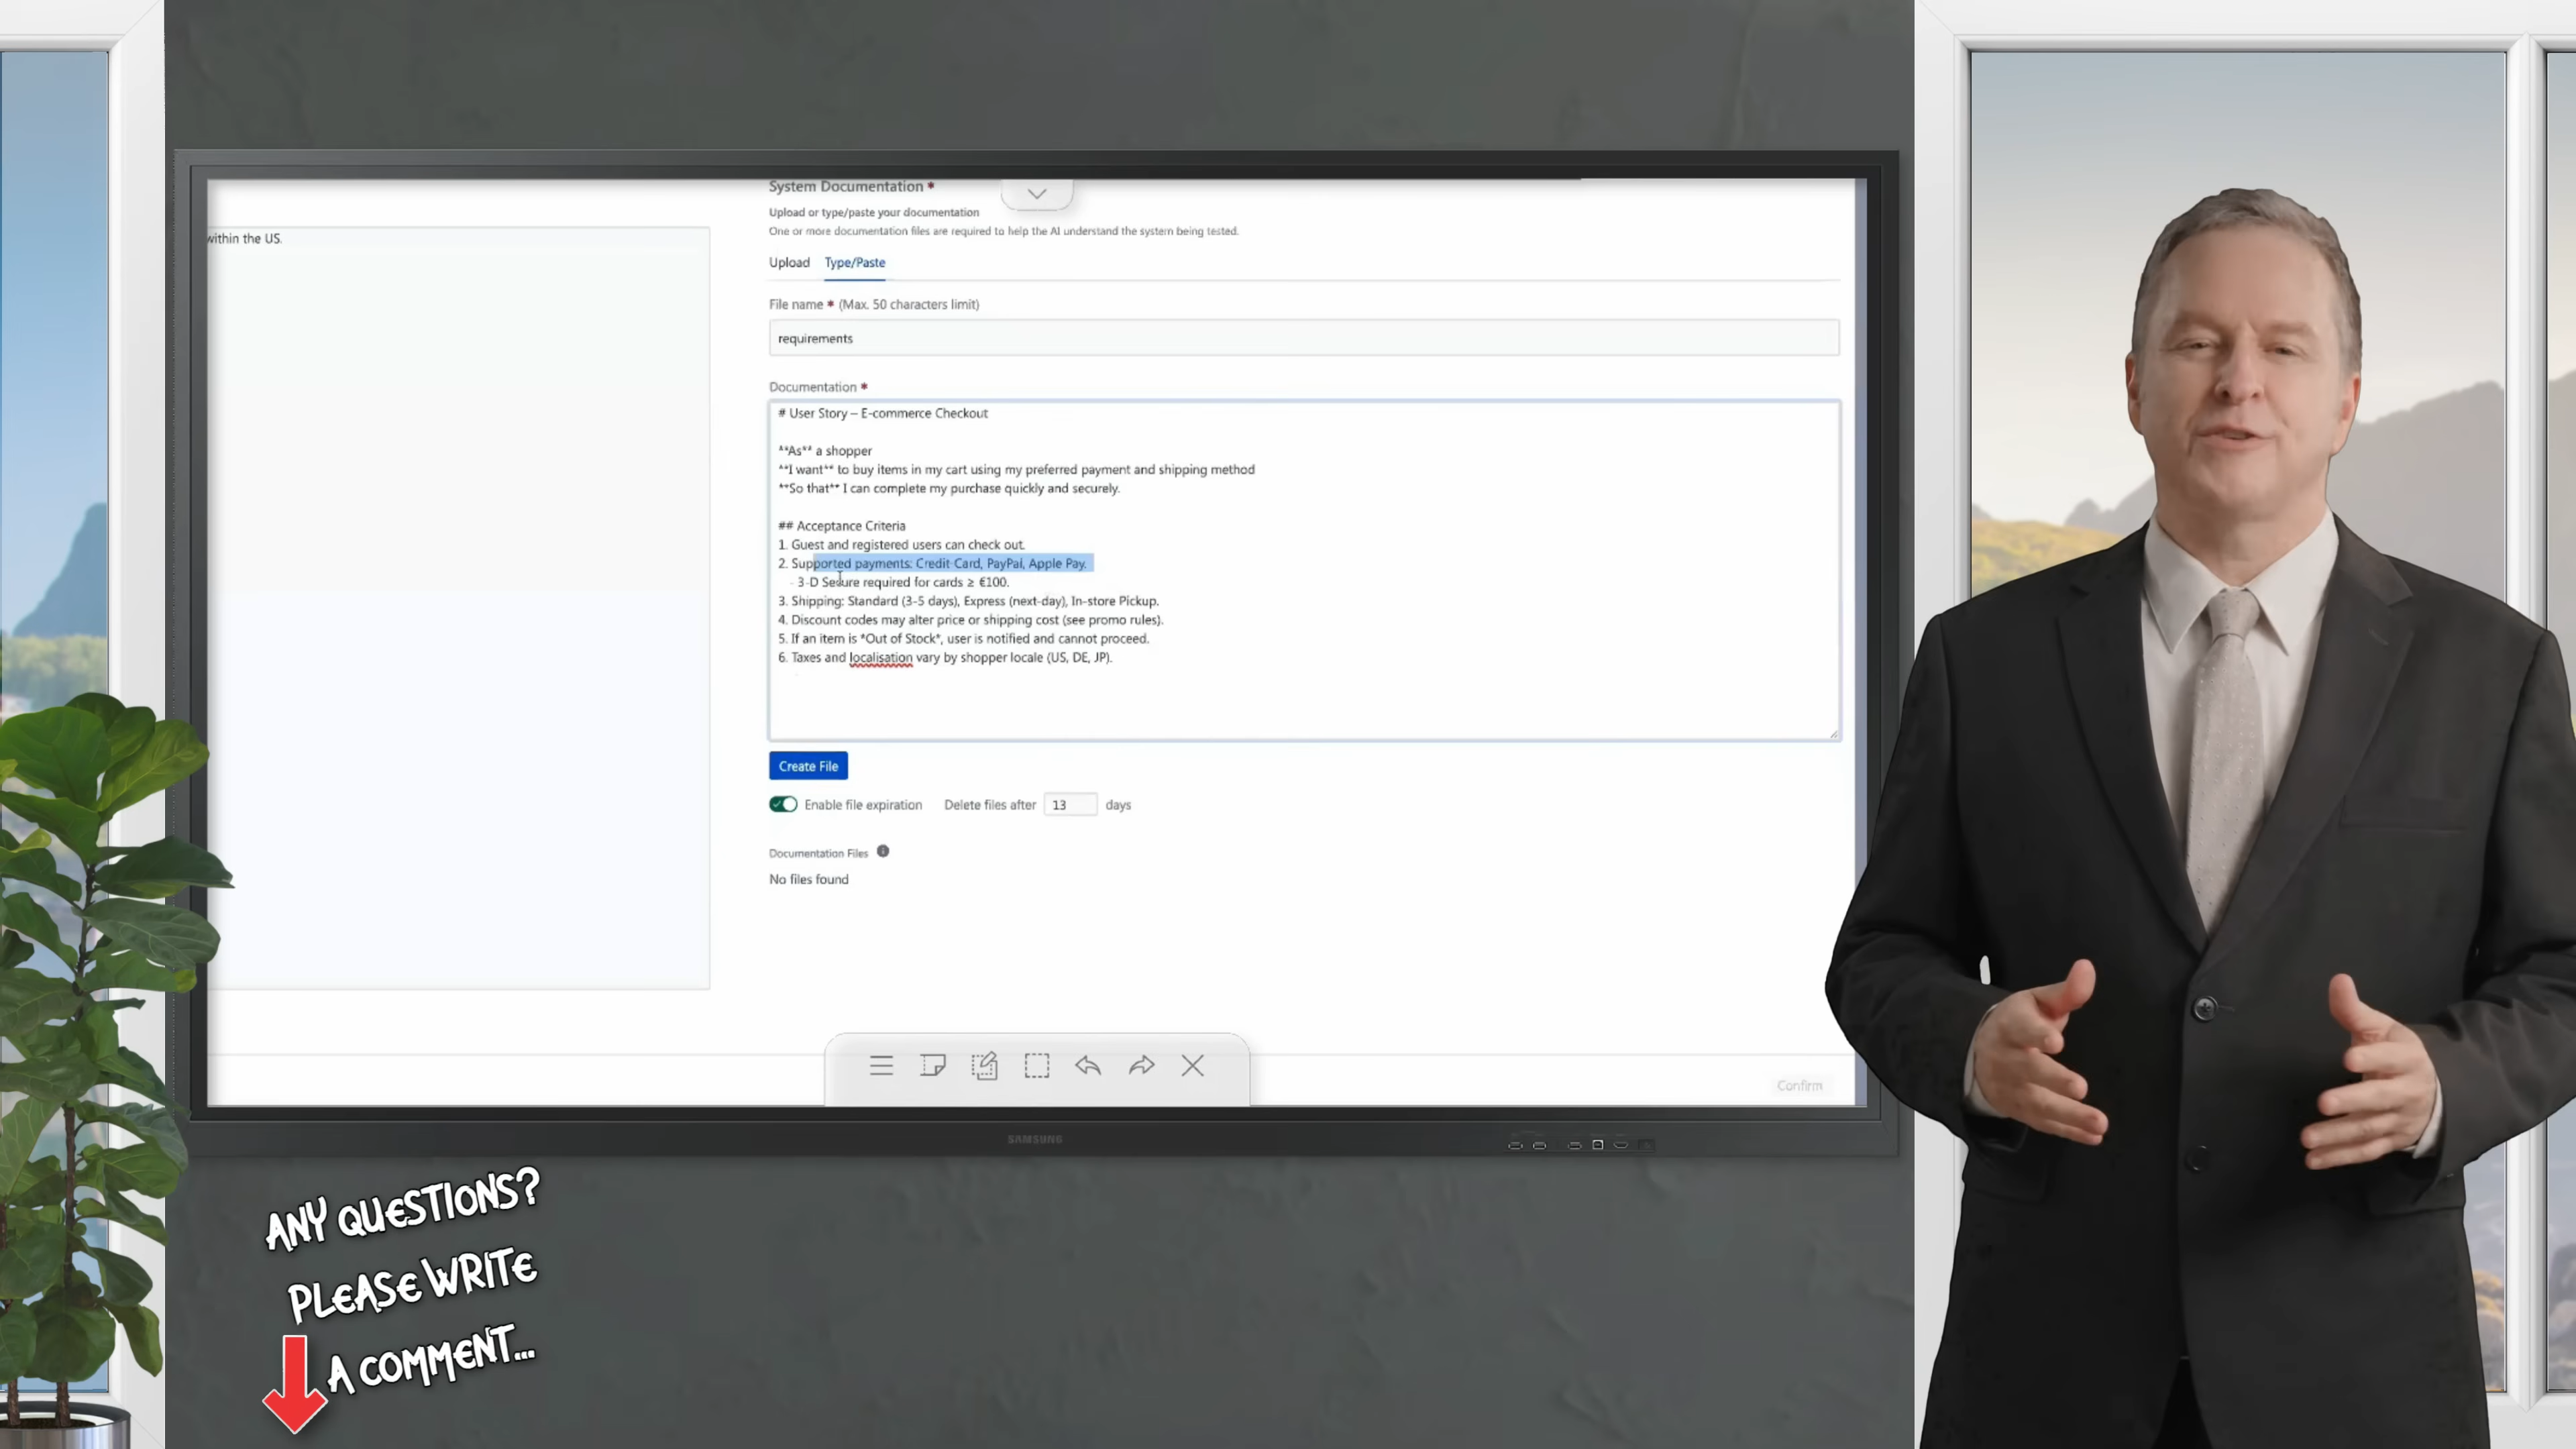 System Documentation *
Upload or type/paste your documentation
One or more documentation files are required to help the AI understand the system being tested.
within the US.
Upload Type/Paste
File name * (Max. 50 characters limit)
requirements
Documentation *
# User Story – E-commerce Checkout
**As** a shopper
**I want** to buy items in my cart using my preferred payment and shipping method
**So that** I can complete my purchase quickly and securely.
## Acceptance Criteria
1. Guest and registered users can check out.
2. Supported payments: Credit Card, PayPal, Apple Pay.
- 3-D Secure required for cards ≥ €100.
3. Shipping: Standard (3-5 days), Express (next-day), In-store Pickup.
4. Discount codes may alter price or shipping cost (see promo rules).
5. If an item is *Out of Stock*, user is notified and cannot proceed.
6. Taxes and localisation vary by shopper locale (US, DE, JP).
Create File
Enable file expiration Delete files after 13 days
Documentation Files
No files found
Confirm
SAMSUNG
ANY QUESTIONS?
PLEASE WRITE
A COMMENT...